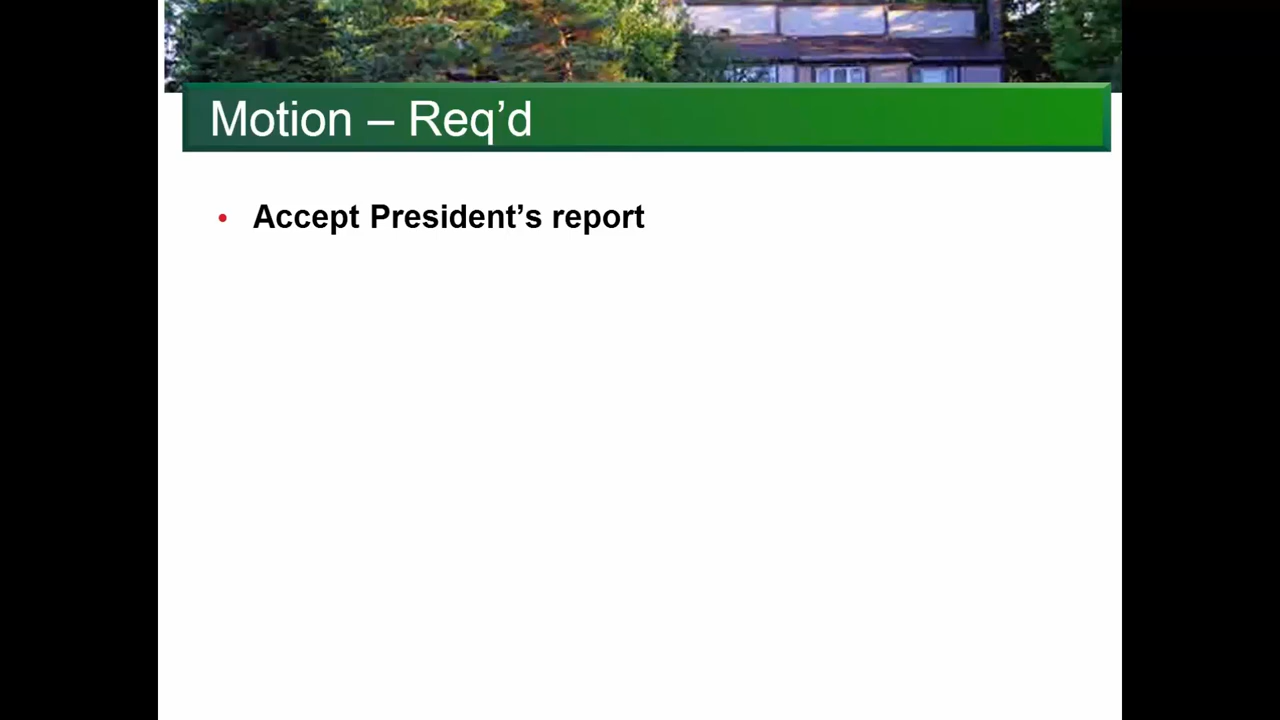 Motion – Req’d
• Accept President’s report